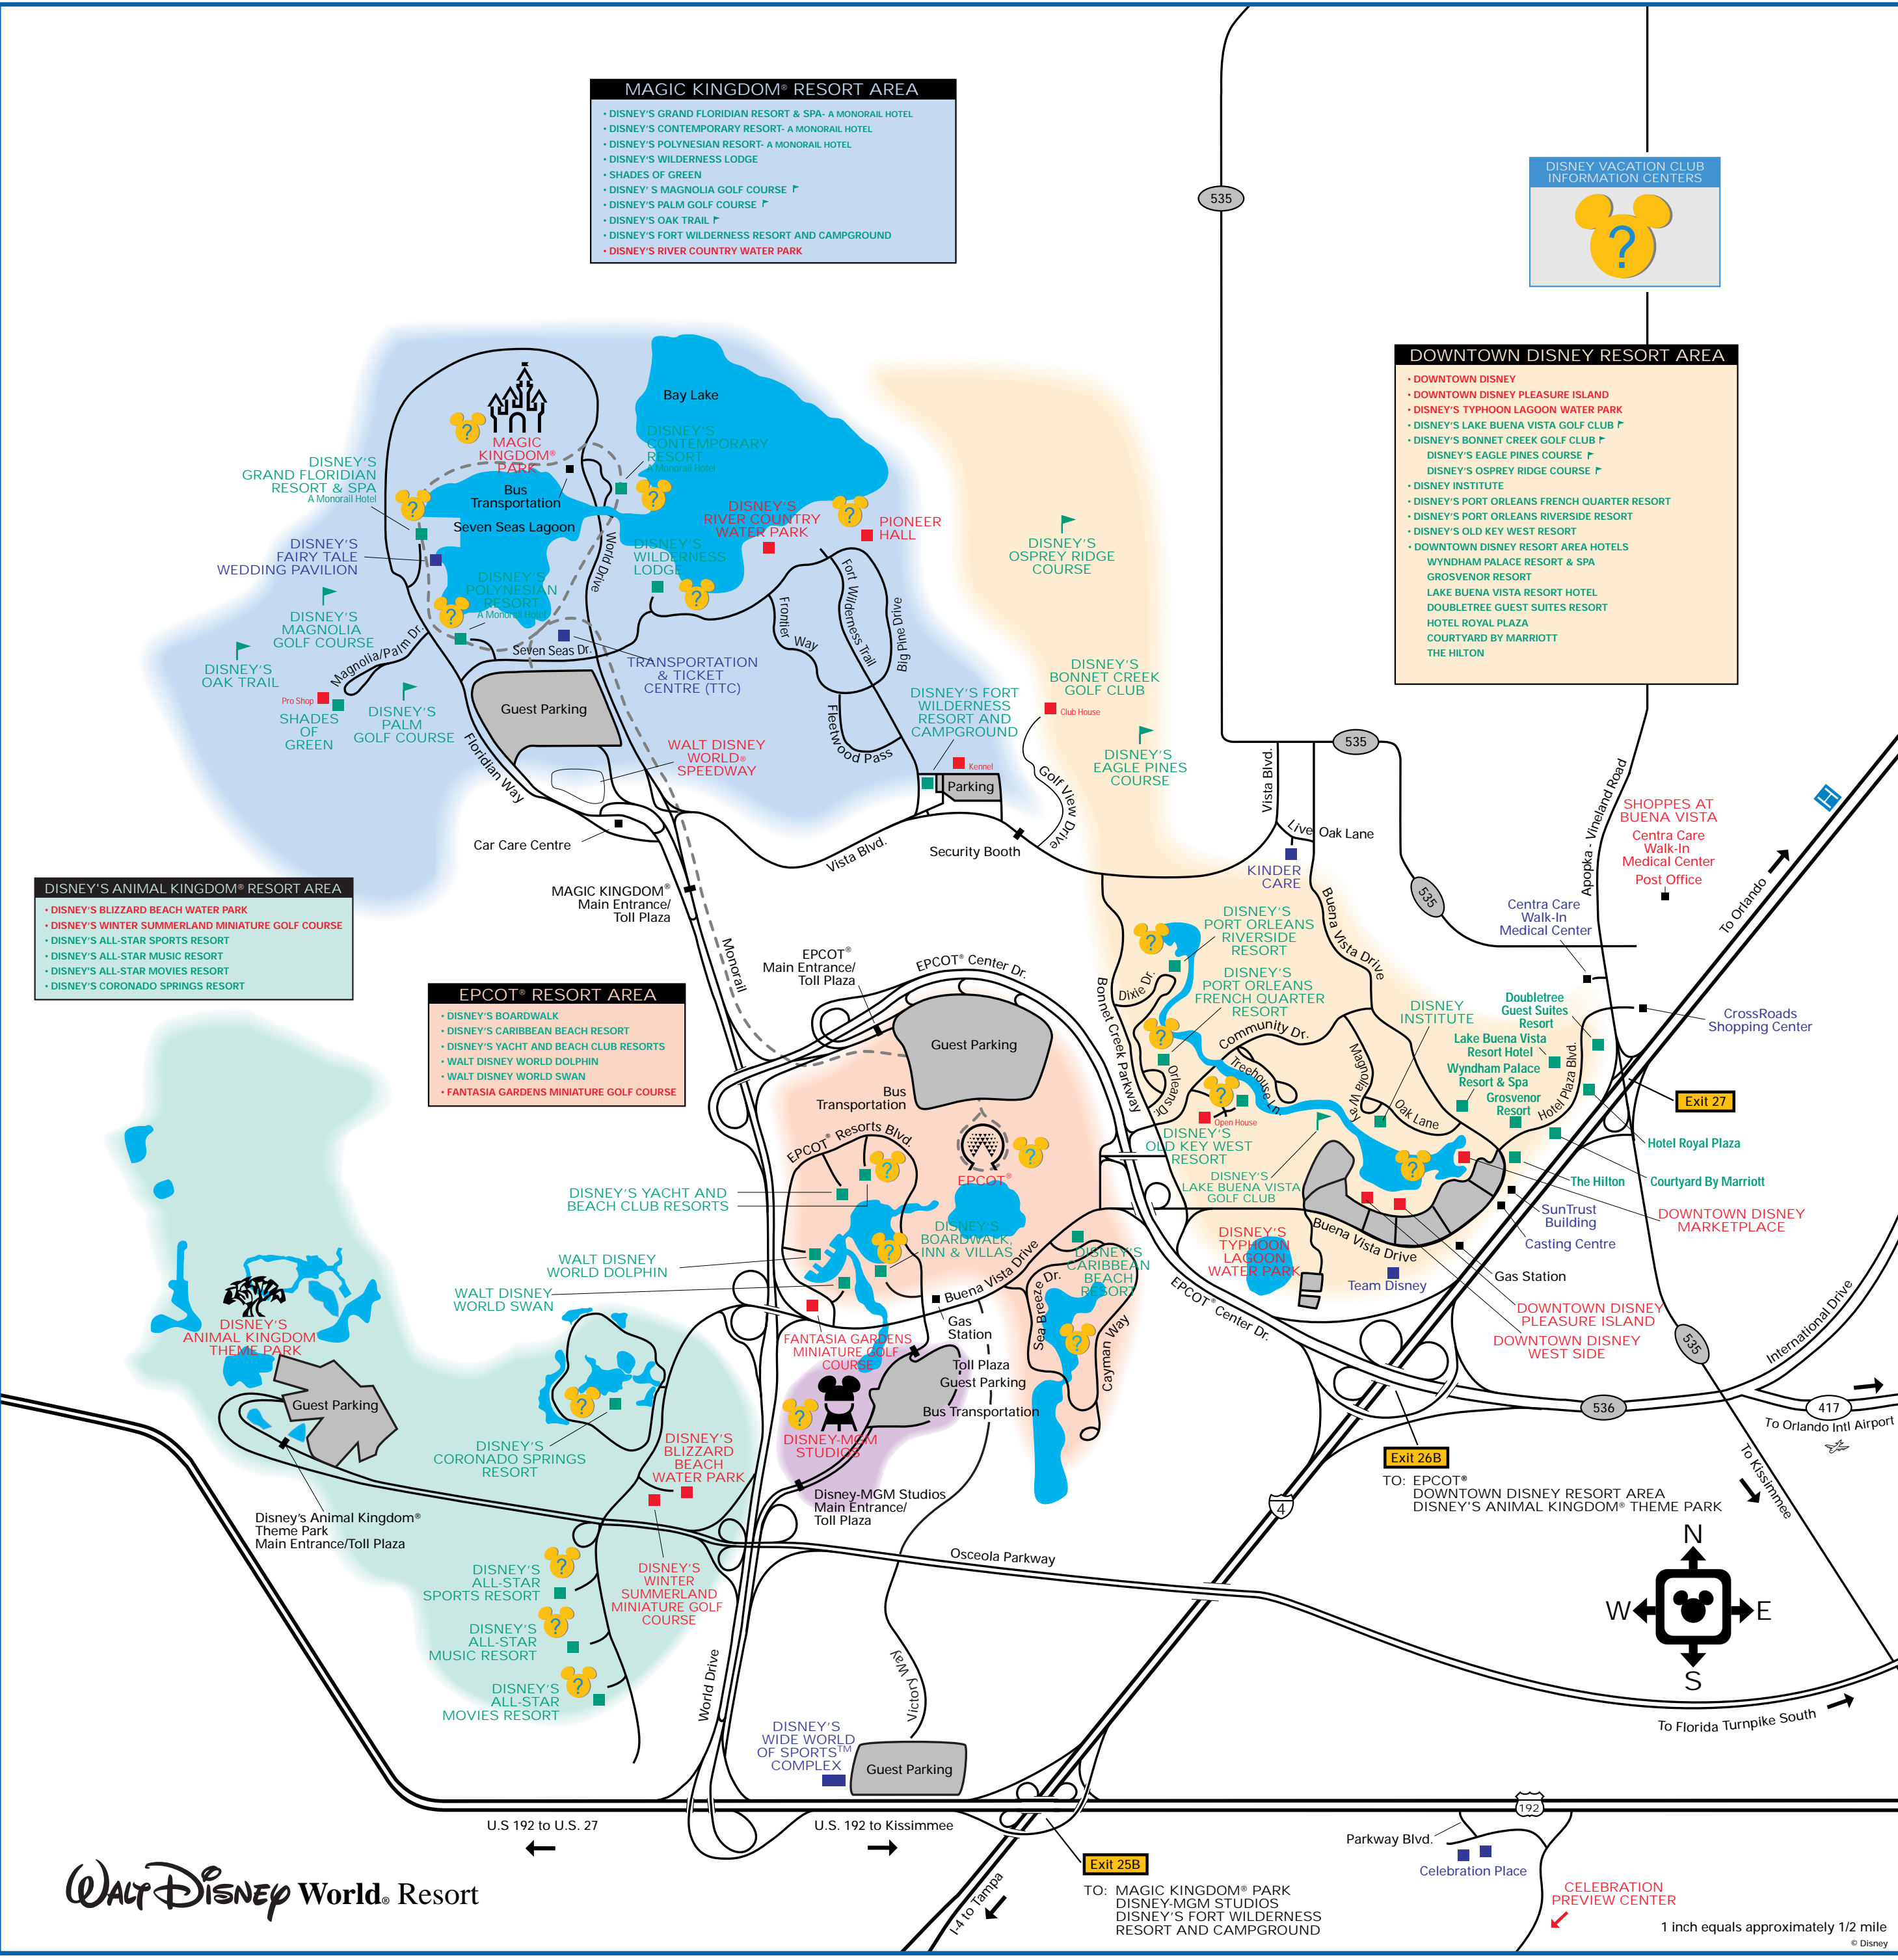 MAGIC KINGDOM® RESORT AREA
• DISNEY'S GRAND FLORIDIAN RESORT & SPA- A MONORAIL HOTEL
• DISNEY'S CONTEMPORARY RESORT- A MONORAIL HOTEL
• DISNEY'S POLYNESIAN RESORT- A MONORAIL HOTEL
• DISNEY'S WILDERNESS LODGE
• SHADES OF GREEN
• DISNEY' S MAGNOLIA GOLF COURSE
• DISNEY'S PALM GOLF COURSE
• DISNEY'S OAK TRAIL
• DISNEY'S FORT WILDERNESS RESORT AND CAMPGROUND
• DISNEY'S RIVER COUNTRY WATER PARK
DISNEY VACATION CLUB
INFORMATION CENTERS
?
535
DOWNTOWN DISNEY RESORT AREA
• DOWNTOWN DISNEY
• DOWNTOWN DISNEY PLEASURE ISLAND
• DISNEY'S TYPHOON LAGOON WATER PARK
• DISNEY'S LAKE BUENA VISTA GOLF CLUB
• DISNEY'S BONNET CREEK GOLF CLUB
DISNEY'S EAGLE PINES COURSE
DISNEY'S OSPREY RIDGE COURSE
• DISNEY INSTITUTE
• DISNEY'S PORT ORLEANS FRENCH QUARTER RESORT
• DISNEY'S PORT ORLEANS RIVERSIDE RESORT
• DISNEY'S OLD KEY WEST RESORT
• DOWNTOWN DISNEY RESORT AREA HOTELS
WYNDHAM PALACE RESORT & SPA
GROSVENOR RESORT
LAKE BUENA VISTA RESORT HOTEL
DOUBLETREE GUEST SUITES RESORT
HOTEL ROYAL PLAZA
COURTYARD BY MARRIOTT
THE HILTON
Bay Lake
?
MAGIC
KINGDOM®
PARK
DISNEY'S
CONTEMPORARY
RESORT
A Monorail Hotel
DISNEY'S
GRAND FLORIDIAN
RESORT & SPA
A Monorail Hotel
?
Bus
Transportation
Seven Seas Lagoon
?
DISNEY'S
RIVER COUNTRY
WATER PARK
?
PIONEER
HALL
DISNEY'S
FAIRY TALE
WEDDING PAVILION
World Drive
DISNEY'S
WILDERNESS
LODGE
?
DISNEY'S
OSPREY RIDGE
COURSE
DISNEY'S
POLYNESIAN
RESORT
A Monorail Hotel
?
DISNEY'S
MAGNOLIA
GOLF COURSE
DISNEY'S
OAK TRAIL
Magnolia/Palm Dr.
Seven Seas Dr.
Frontier
Way
Fort Wilderness Trail
Big Pine Drive
TRANSPORTATION
& TICKET
CENTRE (TTC)
Pro Shop
SHADES
OF
GREEN
DISNEY'S
PALM
GOLF COURSE
Guest Parking
Floridian Way
WALT DISNEY
WORLD®
SPEEDWAY
Fleetwood Pass
DISNEY'S FORT
WILDERNESS
RESORT AND
CAMPGROUND
Kennel
Parking
DISNEY'S
BONNET CREEK
GOLF CLUB
Club House
DISNEY'S
EAGLE PINES
COURSE
Golf View Drive
Security Booth
Vista Blvd.
Car Care Centre
MAGIC KINGDOM®
Main Entrance/
Toll Plaza
Vista Blvd.
535
Live Oak Lane
KINDER
CARE
Buena Vista Drive
535
Apopka - Vineland Road
SHOPPES AT
BUENA VISTA
Centra Care
Walk-In
Medical Center
Post Office
H
To Orlando
Centra Care
Walk-In
Medical Center
CrossRoads
Shopping Center
DISNEY'S ANIMAL KINGDOM® RESORT AREA
• DISNEY'S BLIZZARD BEACH WATER PARK
• DISNEY'S WINTER SUMMERLAND MINIATURE GOLF COURSE
• DISNEY'S ALL-STAR SPORTS RESORT
• DISNEY'S ALL-STAR MUSIC RESORT
• DISNEY'S ALL-STAR MOVIES RESORT
• DISNEY'S CORONADO SPRINGS RESORT
EPCOT® RESORT AREA
• DISNEY'S BOARDWALK
• DISNEY'S CARIBBEAN BEACH RESORT
• DISNEY'S YACHT AND BEACH CLUB RESORTS
• WALT DISNEY WORLD DOLPHIN
• WALT DISNEY WORLD SWAN
• FANTASIA GARDENS MINIATURE GOLF COURSE
Monorail
EPCOT®
Main Entrance/
Toll Plaza
EPCOT® Center Dr.
Guest Parking
Bus
Transportation
EPCOT® Resorts Blvd.
?
EPCOT®
?
DISNEY'S YACHT AND
BEACH CLUB RESORTS
DISNEY'S
BOARDWALK
INN & VILLAS
?
WALT DISNEY
WORLD DOLPHIN
WALT DISNEY
WORLD SWAN
Buena Vista Drive
Gas
Station
FANTASIA GARDENS
MINIATURE GOLF
COURSE
Toll Plaza
Guest Parking
Bus Transportation
?
DISNEY-MGM
STUDIOS
Disney-MGM Studios
Main Entrance/
Toll Plaza
DISNEY'S
CARIBBEAN
BEACH
RESORT
Sea Breeze Dr.
?
Cayman Way
Bonnet Creek Parkway
?
DISNEY'S
PORT ORLEANS
RIVERSIDE
RESORT
Dixie Dr.
DISNEY'S
PORT ORLEANS
FRENCH QUARTER
RESORT
?
Orleans Dr.
Community Dr.
Treehouse Ln.
?
Open House
DISNEY'S
OLD KEY WEST
RESORT
DISNEY'S
LAKE BUENA VISTA
GOLF CLUB
Magnolia Way
Oak Lane
DISNEY
INSTITUTE
Doubletree
Guest Suites
Resort
Lake Buena Vista
Resort Hotel
Wyndham Palace
Resort & Spa
Grosvenor
Resort
Hotel Plaza Blvd.
Exit 27
Hotel Royal Plaza
Courtyard By Marriott
The Hilton
?
SunTrust
Building
Casting Centre
DOWNTOWN DISNEY
MARKETPLACE
DISNEY'S
TYPHOON
LAGOON
WATER PARK
Buena Vista Drive
Team Disney
Gas Station
DOWNTOWN DISNEY
PLEASURE ISLAND
DOWNTOWN DISNEY
WEST SIDE
EPCOT® Center Dr.
535
International Drive
536
417
To Orlando Intl Airport
To Kissimmee
Exit 26B
TO: EPCOT®
DOWNTOWN DISNEY RESORT AREA
DISNEY'S ANIMAL KINGDOM® THEME PARK
4
DISNEY'S
ANIMAL KINGDOM
THEME PARK
Guest Parking
Disney's Animal Kingdom®
Theme Park
Main Entrance/Toll Plaza
?
DISNEY'S
CORONADO SPRINGS
RESORT
DISNEY'S
BLIZZARD
BEACH
WATER PARK
DISNEY'S
WINTER
SUMMERLAND
MINIATURE GOLF
COURSE
?
DISNEY'S
ALL-STAR
SPORTS RESORT
?
DISNEY'S
ALL-STAR
MUSIC RESORT
?
DISNEY'S
ALL-STAR
MOVIES RESORT
Osceola Parkway
World Drive
Victory Way
DISNEY'S
WIDE WORLD
OF SPORTS™
COMPLEX
Guest Parking
N
W
E
S
To Florida Turnpike South
U.S 192 to U.S. 27
U.S. 192 to Kissimmee
192
Parkway Blvd.
Celebration Place
CELEBRATION
PREVIEW CENTER
Exit 25B
TO: MAGIC KINGDOM® PARK
DISNEY-MGM STUDIOS
DISNEY'S FORT WILDERNESS
RESORT AND CAMPGROUND
I-4 to Tampa
WALT DISNEY World® Resort
1 inch equals approximately 1/2 mile
© Disney